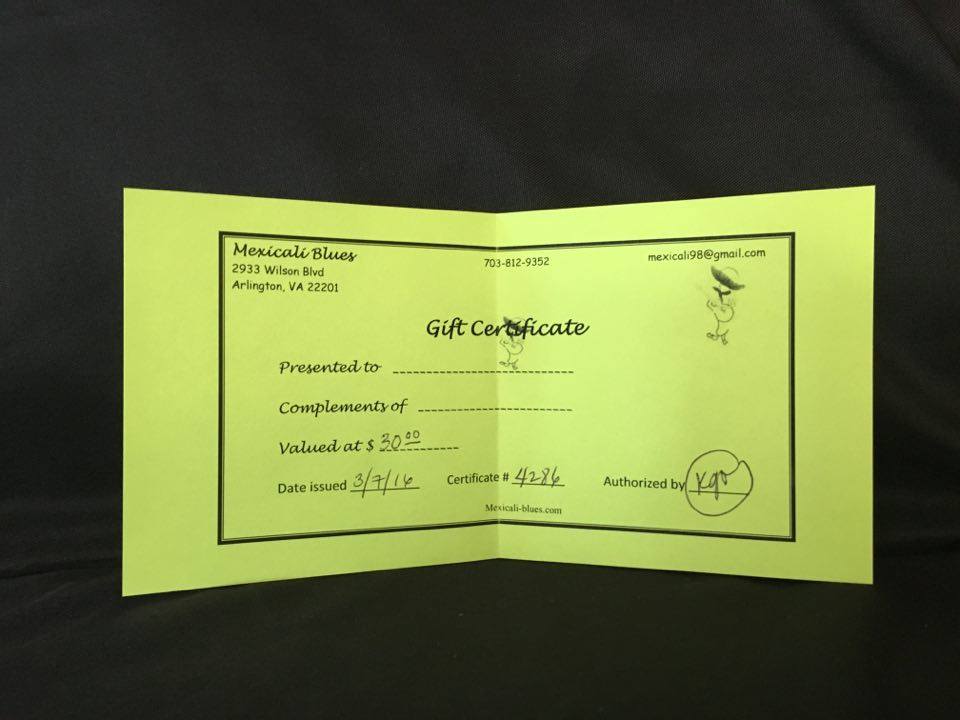 Mexicali Blues
2933 Wilson Blvd
Arlington, VA 22201
703-812-9352
mexicali98@gmail.com
Gift Certificate
Presented to
Complements of
Valued at $ 30.00
Date issued 3/7/16 Certificate # 4286 Authorized by
Mexicali-blues.com